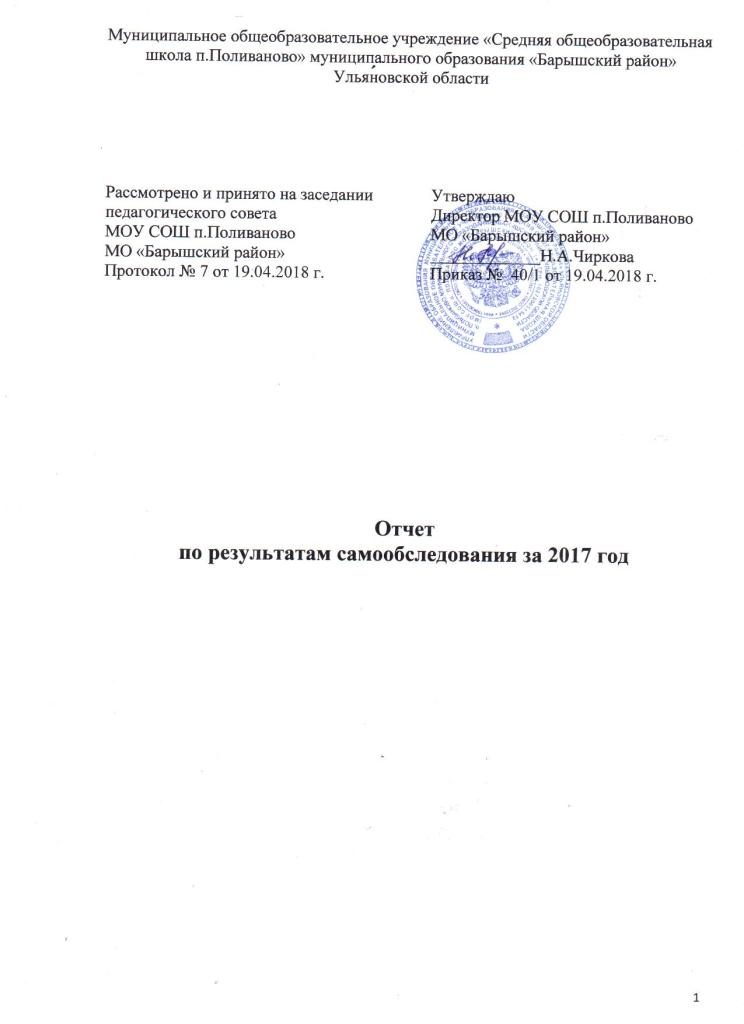 Муниципальное общеобразовательное учреждение «Средняя общеобразовательная
школа п.Поливаново» муниципального образования «Барышский район»
Ульяновской области
Рассмотрено и принято на заседании
педагогического совета
МОУ СОШ п.Поливаново
МО «Барышский район»
Протокол № 7 от 19.04.2018 г.
Утверждаю
Директор МОУ СОШ п.Поливаново
МО «Барышский район»
Н.А.Чиркова
Приказ № 40/1 от 19.04.2018 г.
Отчет
по результатам самообследования за 2017 год
1